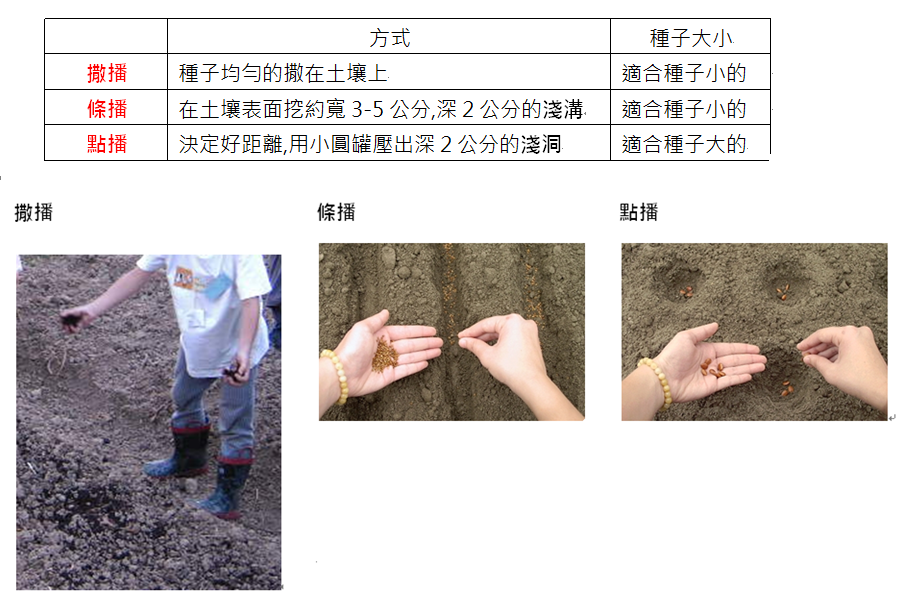 方式 種子大小
撒播 種子均勻的撒在土壤上 適合種子小的
條播 在土壤表面挖約寬 3-5 公分,深 2 公分的淺溝 適合種子小的
點播 決定好距離,用小圓罐壓出深 2 公分的淺洞 適合種子大的
撒播 條播 點播